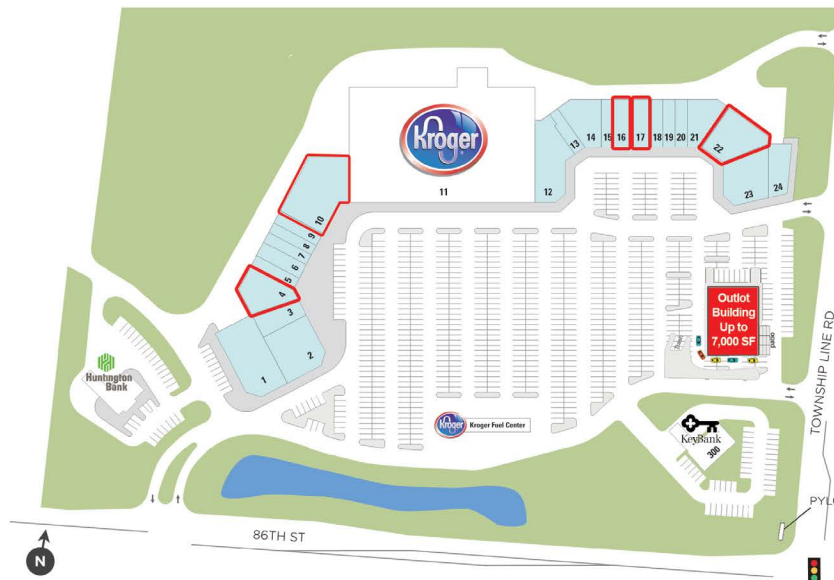 Kroger
11
12
13
14
15
16
17
18
19
20
21
22
23
24
10
9
8
7
6
5
4
3
2
1
Outlot
Building
Up to
7,000 SF
patio
Huntington
Bank
Kroger
Kroger Fuel Center
KeyBank
300
TOWNSHIP LINE RD
PYLO
86TH ST
N